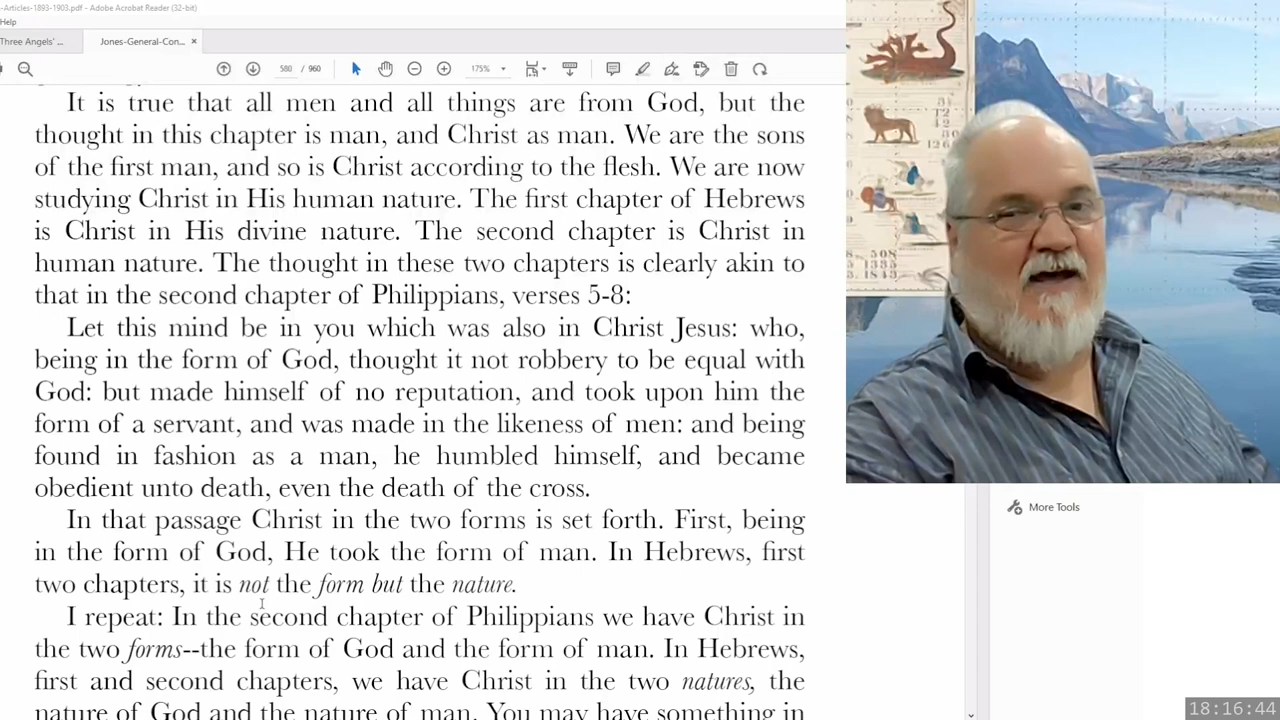 -Articles-1893-1903.pdf - Adobe Acrobat Reader (32-bit)
Help
Three Angels' ...
Jones-General-Con... ×
175%
It is true that all men and all things are from God, but the
thought in this chapter is man, and Christ as man. We are the sons
of the first man, and so is Christ according to the flesh. We are now
studying Christ in His human nature. The first chapter of Hebrews
is Christ in His divine nature. The second chapter is Christ in
human nature. The thought in these two chapters is clearly akin to
that in the second chapter of Philippians, verses 5-8:
Let this mind be in you which was also in Christ Jesus: who,
being in the form of God, thought it not robbery to be equal with
God: but made himself of no reputation, and took upon him the
form of a servant, and was made in the likeness of men: and being
found in fashion as a man, he humbled himself, and became
obedient unto death, even the death of the cross.
In that passage Christ in the two forms is set forth. First, being
in the form of God, He took the form of man. In Hebrews, first
two chapters, it is not the form but the nature.
I repeat: In the second chapter of Philippians we have Christ in
the two forms--the form of God and the form of man. In Hebrews,
first and second chapters, we have Christ in the two natures, the
nature of God and the nature of man. You may have something in
More Tools
18:16:44